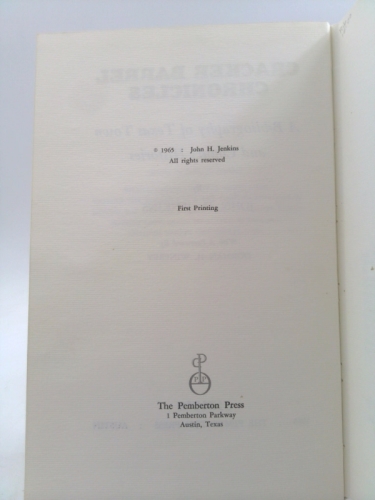 © 1965 : John H. Jenkins
All rights reserved
First Printing
The Pemberton Press
1 Pemberton Parkway
Austin, Texas